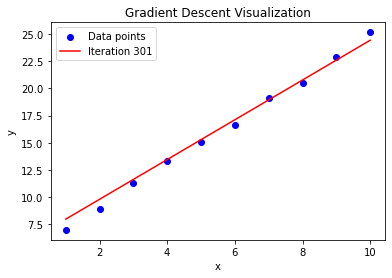 Gradient Descent Visualization
Data points
Iteration 301
25.0
22.5
20.0
17.5
15.0
12.5
10.0
7.5
y
2 4 6 8 10
x